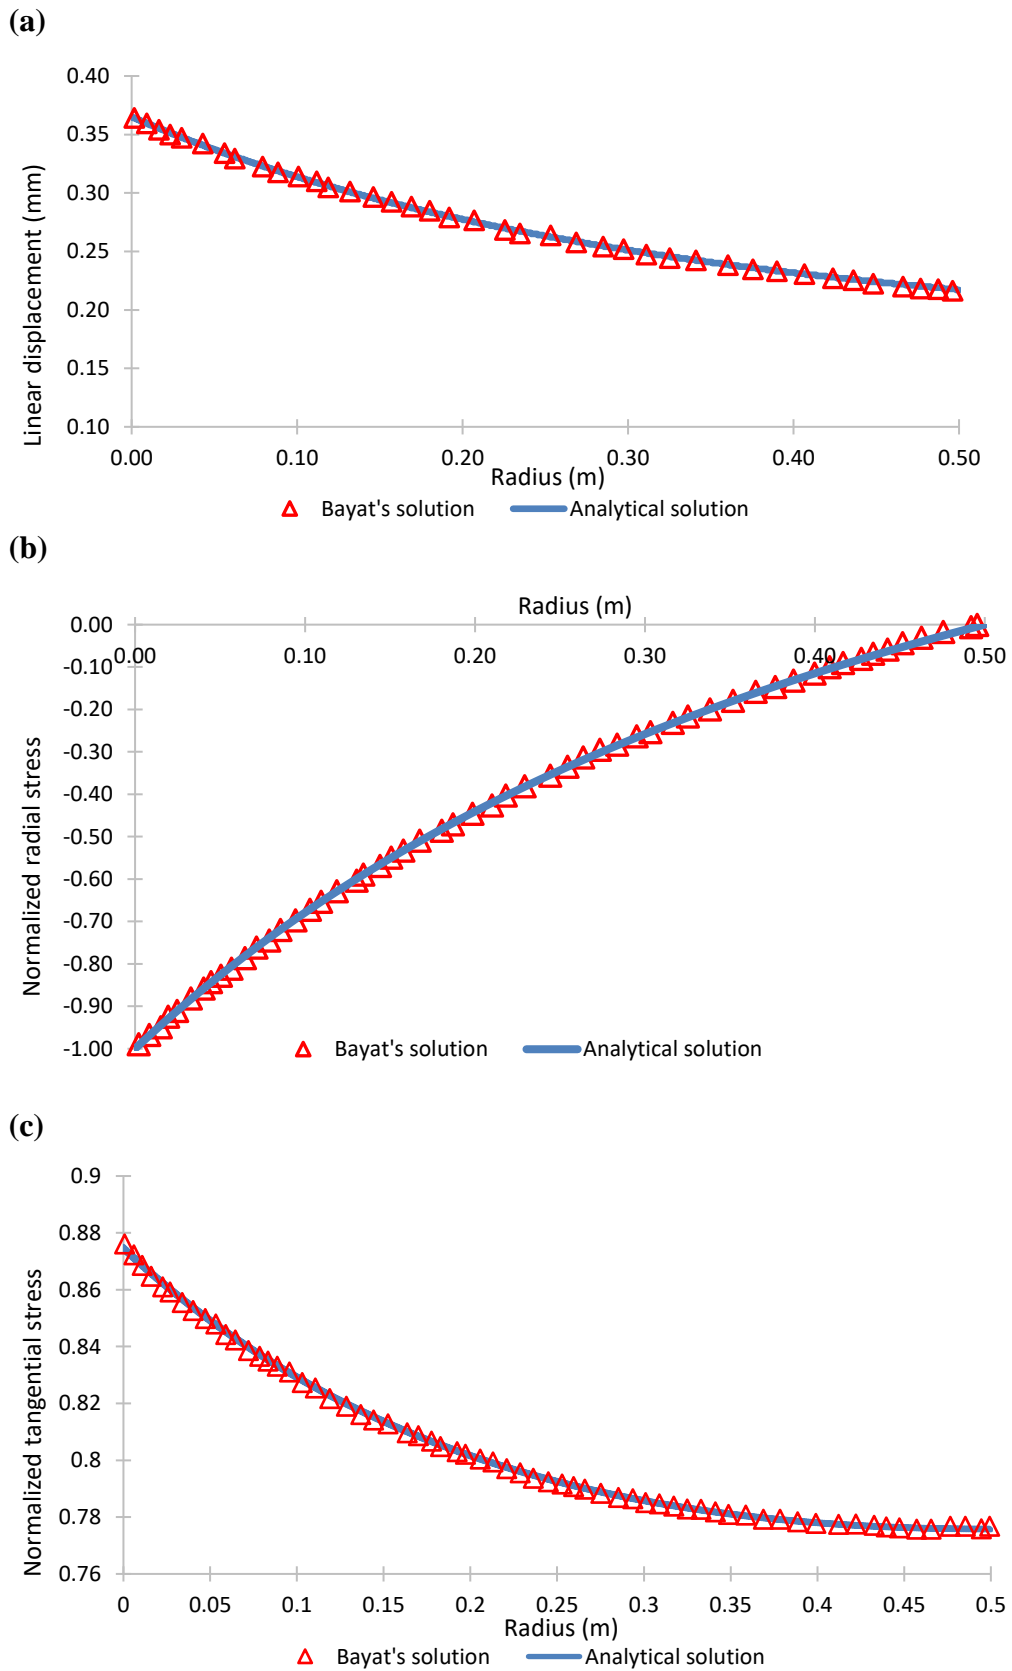 (a)
0.40
0.35
0.30
0.25
0.20
0.15
0.10
Linear displacement (mm)
0.00 0.10 0.20 0.30 0.40 0.50
Radius (m)
Bayat's solution Analytical solution
(b)
Radius (m)
0.00
0.00 0.10 0.20 0.30 0.40 0.50
-0.10
-0.20
-0.30
-0.40
-0.50
-0.60
-0.70
-0.80
-0.90
-1.00
Normalized radial stress
Bayat's solution Analytical solution
(c)
0.9
0.88
0.86
0.84
0.82
0.8
0.78
0.76
Normalized tangential stress
0 0.05 0.1 0.15 0.2 0.25 0.3 0.35 0.4 0.45 0.5
Radius (m)
Bayat's solution Analytical solution